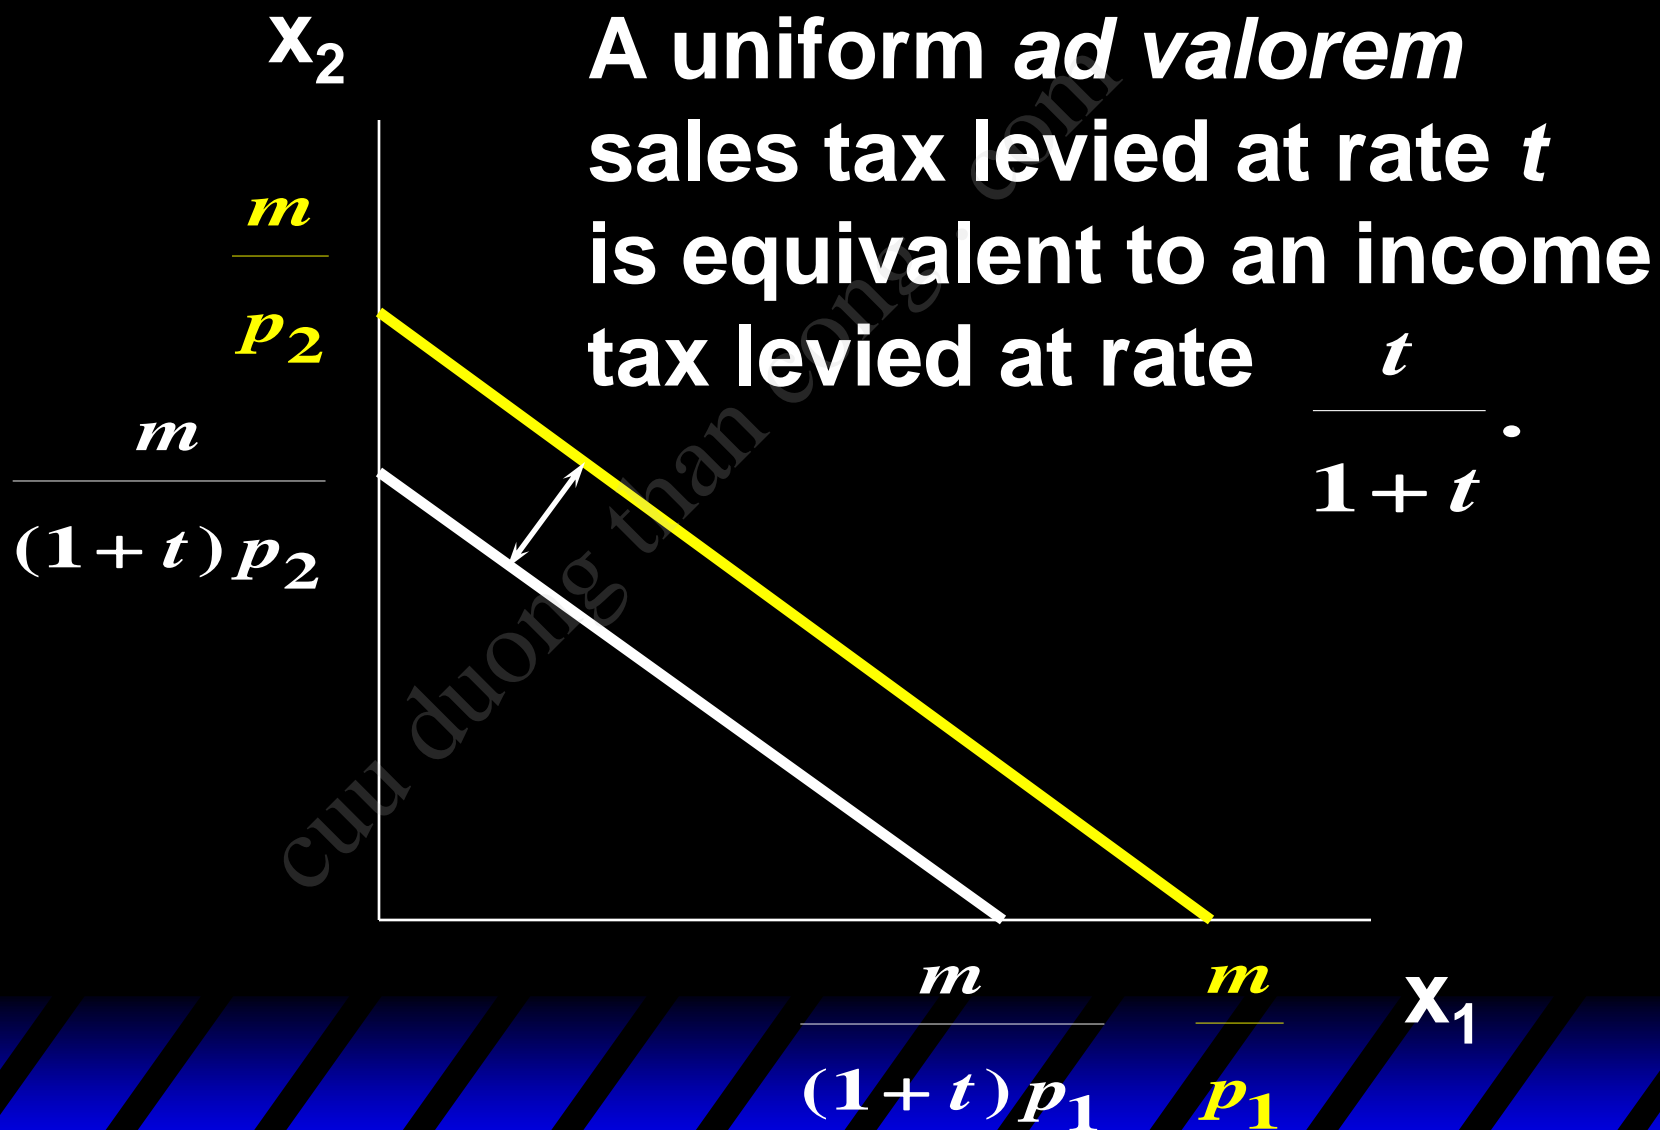 x₂
A uniform ad valorem
sales tax levied at rate t
is equivalent to an income
tax levied at rate t/(1+t).
m/p₂
m/((1+t)p₂)
m/((1+t)p₁)
m/p₁
x₁
cuu duong than cong . com